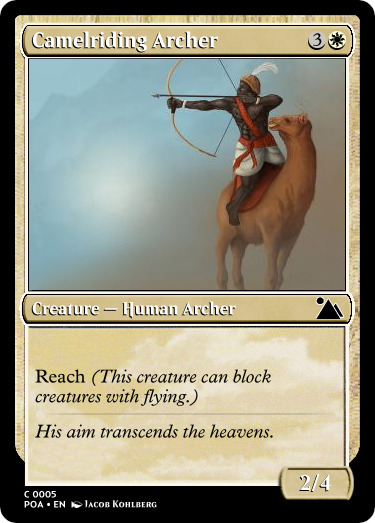 Camelriding Archer 3
Creature — Human Archer
Reach (This creature can block
creatures with flying.)
His aim transcends the heavens.
2/4
C 0005
POA • EN Jacob Kohlberg